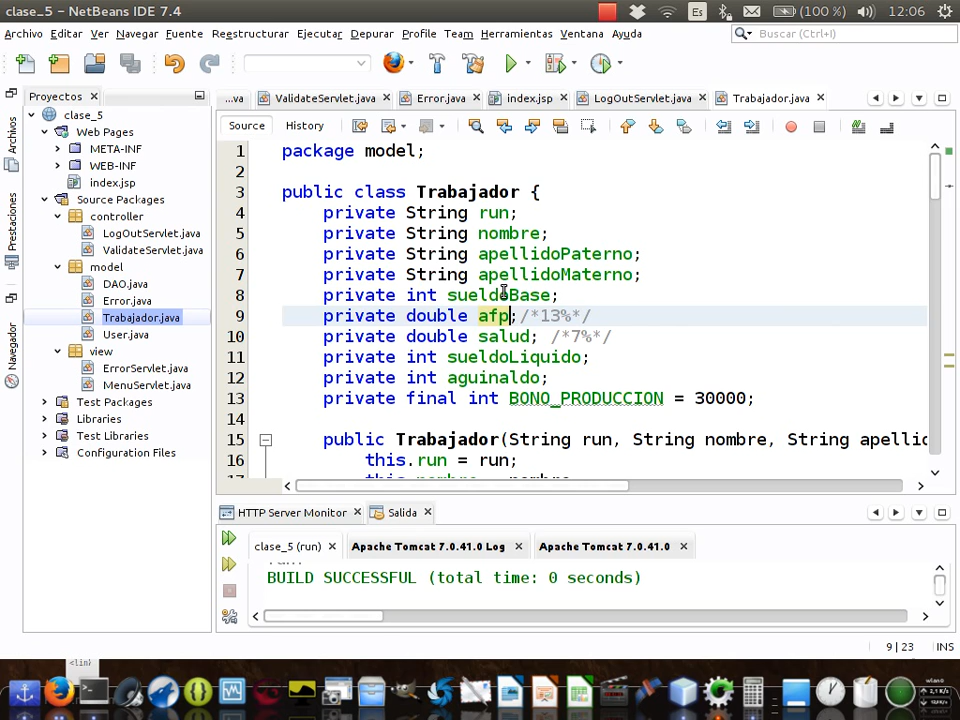 clase_5 - NetBeans IDE 7.4
Es (100 %) 12:06
Archivo Editar Ver Navegar Fuente Reestructurar Ejecutar Depurar Profile Team Herramientas Ventana Ayuda Buscar (Ctrl+I)
Proyectos
...va ValidateServlet.java Error.java index.jsp LogOutServlet.java Trabajador.java
Source History
Archivos
Prestaciones
Navegador
clase_5
Web Pages
META-INF
WEB-INF
index.jsp
Source Packages
controller
LogOutServlet.java
ValidateServlet.java
model
DAO.java
Error.java
Trabajador.java
User.java
view
ErrorServlet.java
MenuServlet.java
Test Packages
Libraries
Test Libraries
Configuration Files
1 package model;
2
3 public class Trabajador {
4 private String run;
5 private String nombre;
6 private String apellidoPaterno;
7 private String apellidoMaterno;
8 private int sueldoBase;
9 private double afp;/*13%*/
10 private double salud; /*7%*/
11 private int sueldoLiquido;
12 private int aguinaldo;
13 private final int BONO_PRODUCCION = 30000;
14
15 public Trabajador(String run, String nombre, String apellid
16 this.run = run;
HTTP Server Monitor Salida
clase_5 (run) Apache Tomcat 7.0.41.0 Log Apache Tomcat 7.0.41.0
BUILD SUCCESSFUL (total time: 0 seconds)
9 | 23 INS